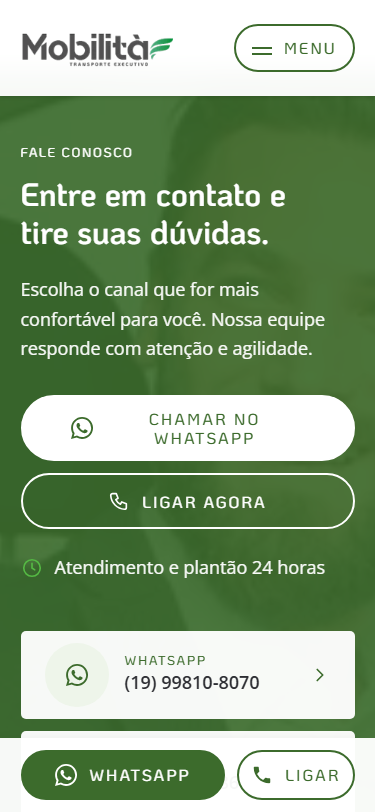 Mobilità
TRANSPORTE EXECUTIVO
MENU
FALE CONOSCO
Entre em contato e
tire suas dúvidas.
Escolha o canal que for mais
confortável para você. Nossa equipe
responde com atenção e agilidade.
CHAMAR NO
WHATSAPP
LIGAR AGORA
Atendimento e plantão 24 horas
WHATSAPP
(19) 99810-8070
WHATSAPP
LIGAR